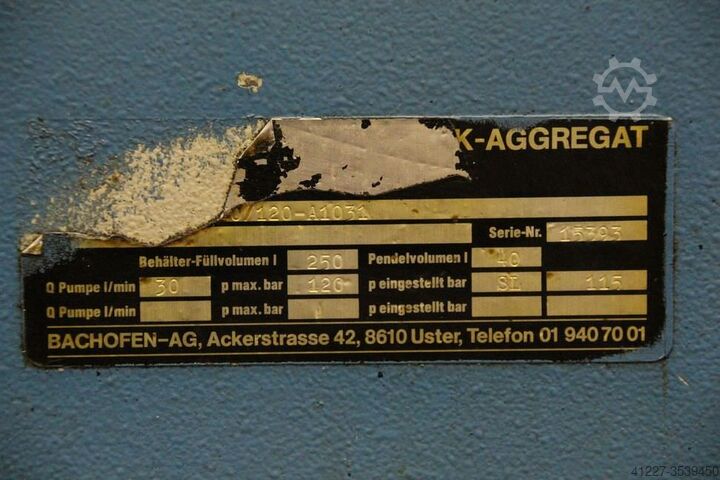 K-AGGREGAT
0/120-A1031
Serie-Nr. 15393
Behälter-Füllvolumen l 250 Pendelvolumen l 40
Q Pumpe l/min 30 p max. bar 120 p eingestellt bar SL 115
Q Pumpe l/min p max. bar p eingestellt bar
BACHOFEN-AG, Ackerstrasse 42, 8610 Uster, Telefon 01 940 70 01
41227-3539450